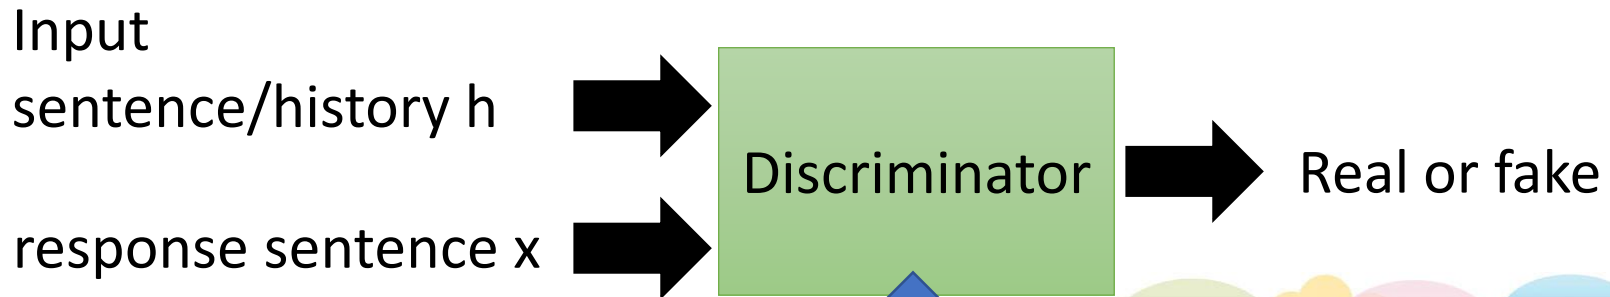 Input
sentence/history h
Discriminator
Real or fake
response sentence x